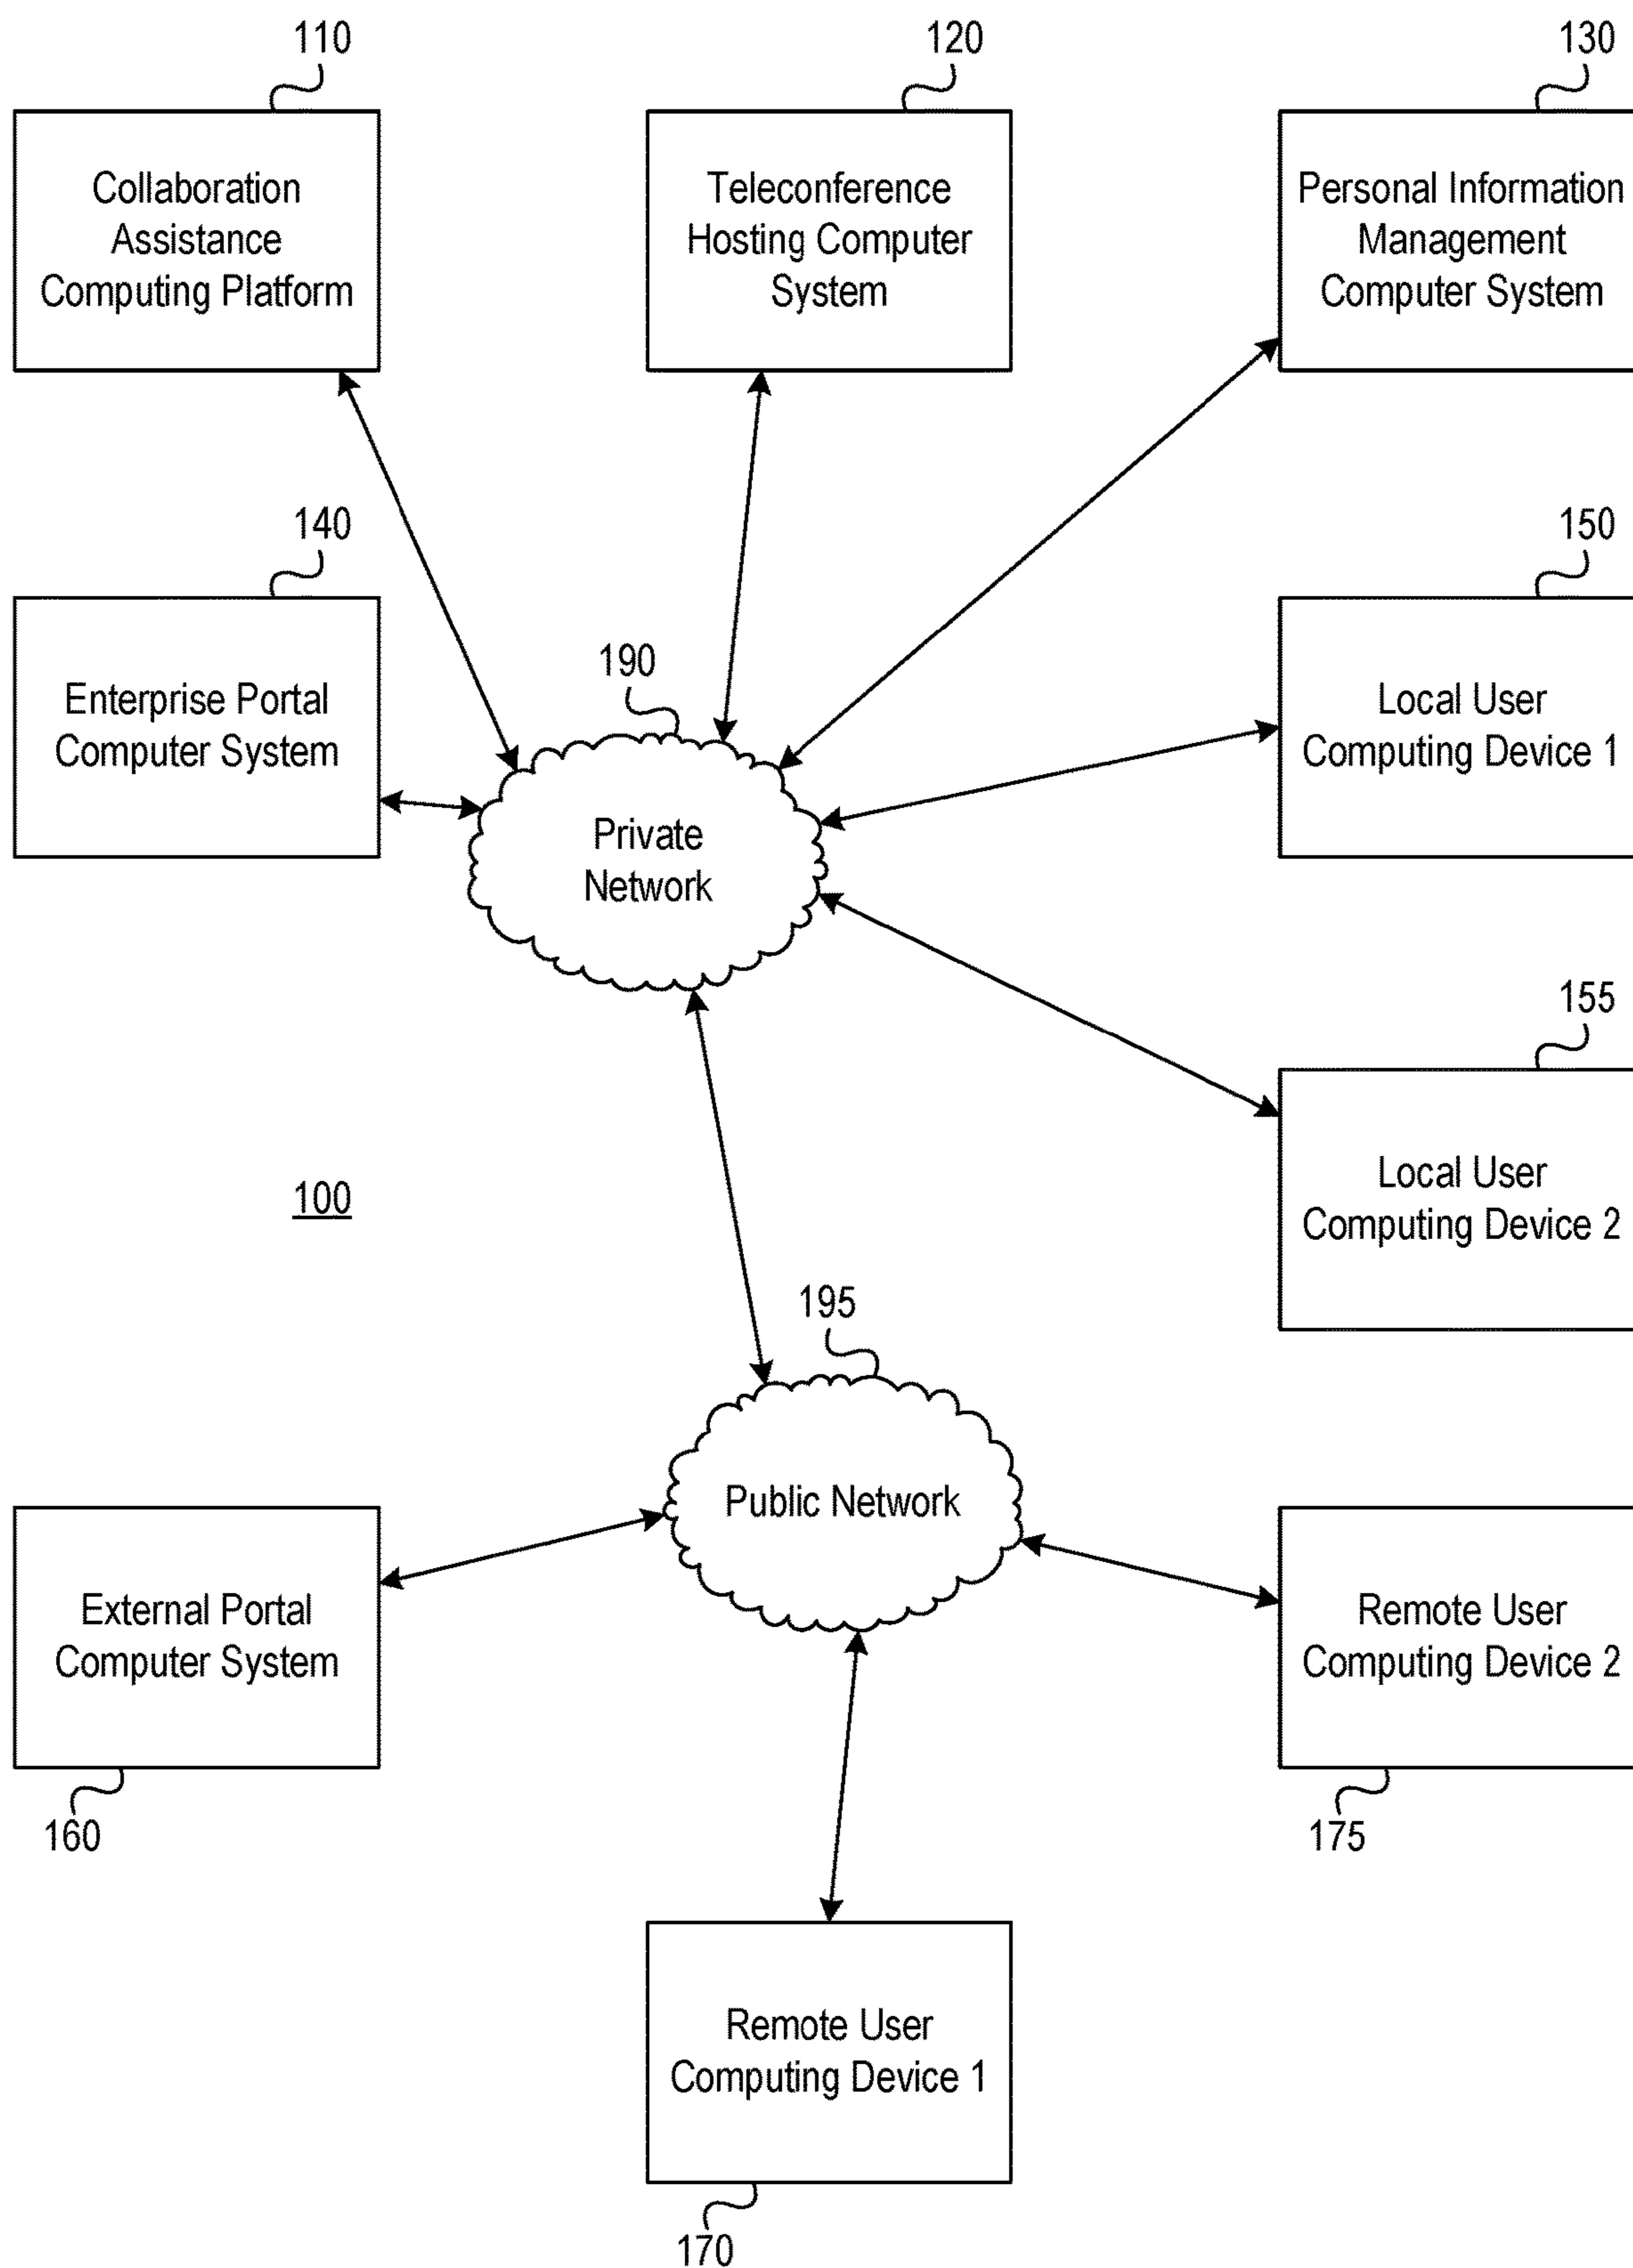 110
120
130
Collaboration
Assistance
Computing Platform
Teleconference
Hosting Computer
System
Personal Information
Management
Computer System
140
150
190
Enterprise Portal
Computer System
Local User
Computing Device 1
Private
Network
155
100
Local User
Computing Device 2
195
Public Network
External Portal
Computer System
Remote User
Computing Device 2
160
175
Remote User
Computing Device 1
170